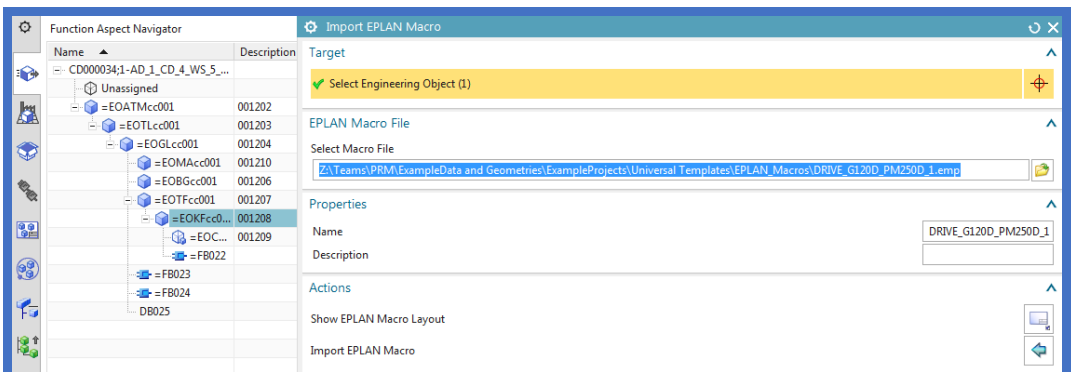 Function Aspect Navigator
Name Description
CD000034;1-AD_1_CD_4_WS_5_...
Unassigned
=EOATMcc001 001202
=EOTLcc001 001203
=EOGLcc001 001204
=EOMAcc001 001210
=EOBGcc001 001206
=EOTFcc001 001207
=EOKFcc0... 001208
=EOC... 001209
=FB022
=FB023
=FB024
DB025
Import EPLAN Macro
Target
Select Engineering Object (1)
EPLAN Macro File
Select Macro File
Z:\Teams\PRM\ExampleData and Geometries\ExampleProjects\Universal Templates\EPLAN_Macros\DRIVE_G120D_PM250D_1.emp
Properties
Name DRIVE_G120D_PM250D_1
Description
Actions
Show EPLAN Macro Layout
Import EPLAN Macro